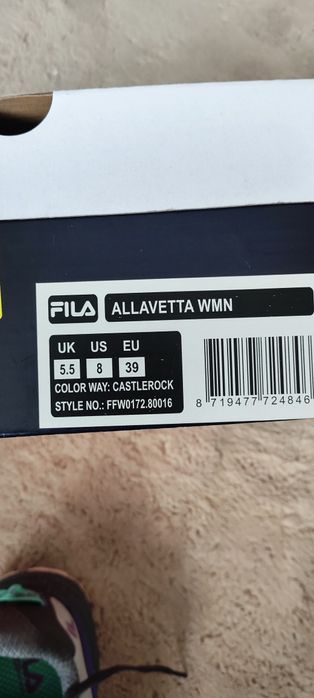 FILA ALLAVETTA WMN
UK US EU
5.5 8 39
COLOR WAY: CASTLEROCK
STYLE NO.: FFW0172.80016
8 719477 724846